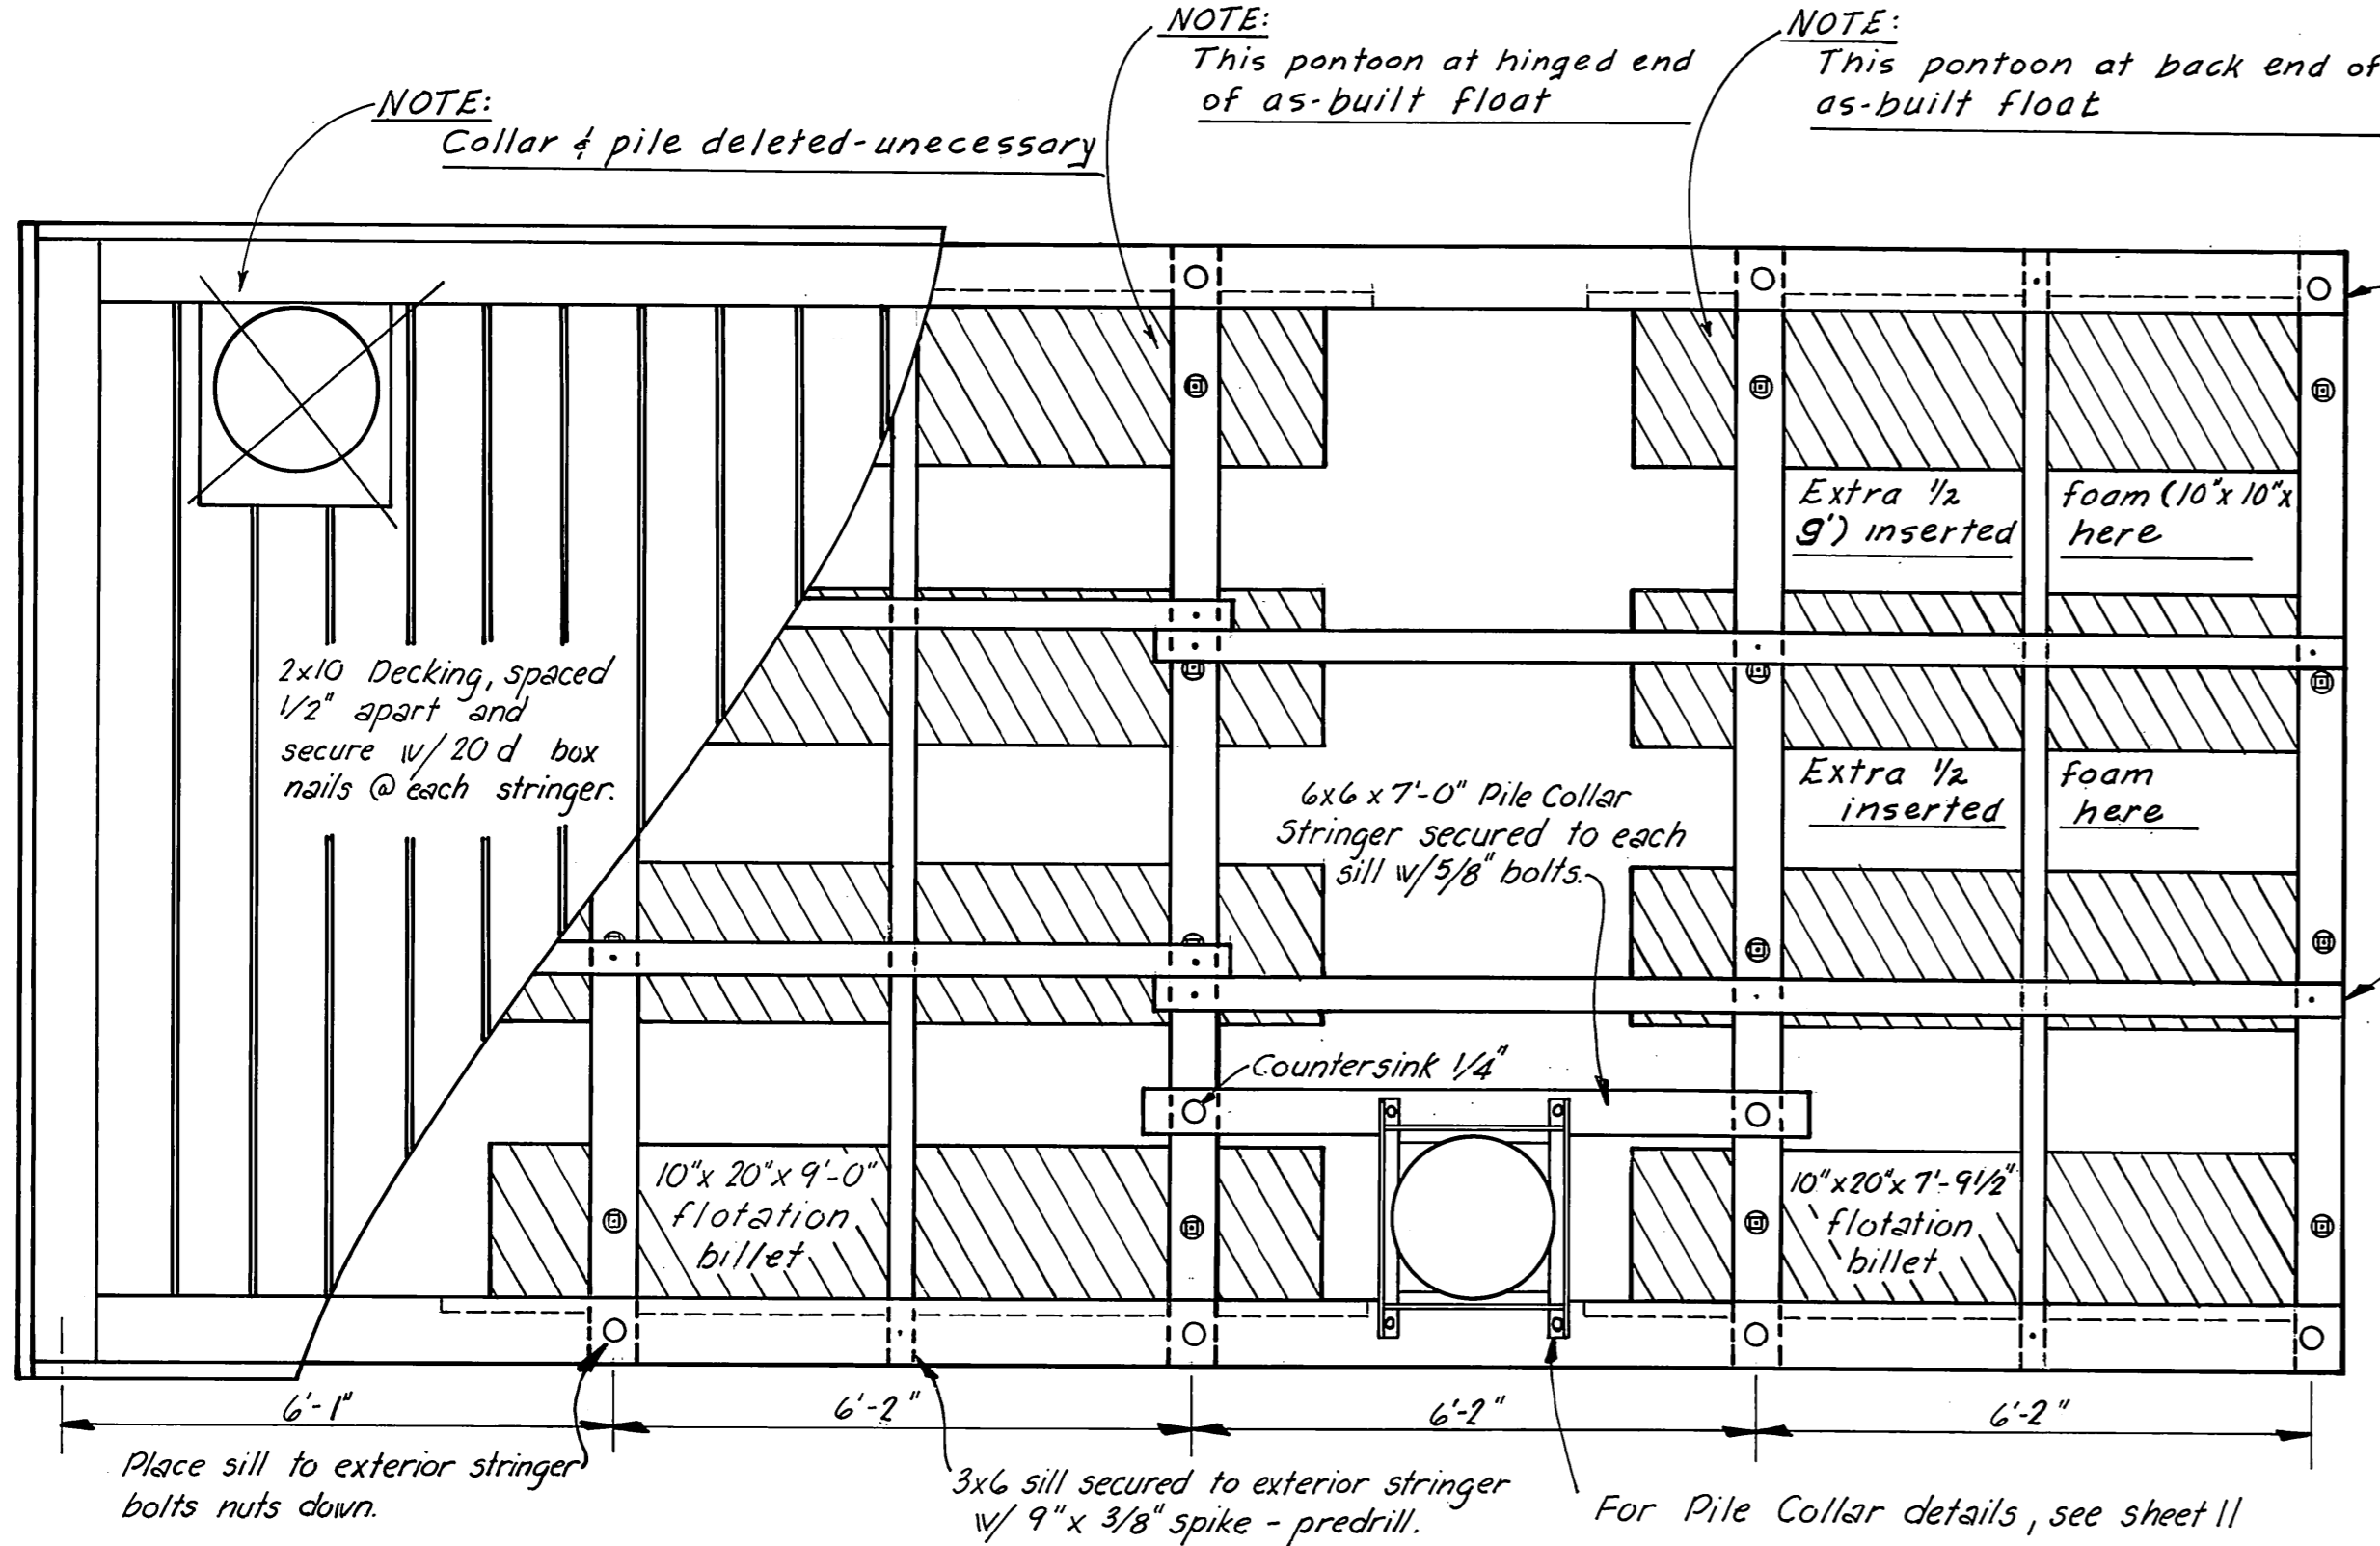 NOTE:
This pontoon at hinged end
of as-built float
NOTE:
This pontoon at back end of
as-built float
NOTE:
Collar & pile deleted-unecessary
Extra 1/2 foam (10"x 10"x
9') inserted here
2x10 Decking, spaced
1/2" apart and
secure w/ 20 d box
nails @ each stringer.
Extra 1/2 foam
inserted here
6x6 x 7'-0" Pile Collar
Stringer secured to each
sill w/5/8" bolts.
Countersink 1/4"
10"x 20"x 9'-0"
flotation
billet
10"x20"x 7'-9 1/2"
flotation
billet
6'-1"
6'-2"
6'-2"
6'-2"
Place sill to exterior stringer
bolts nuts down.
3x6 sill secured to exterior stringer
w/ 9"x 3/8" spike - predrill.
For Pile Collar details, see sheet 11